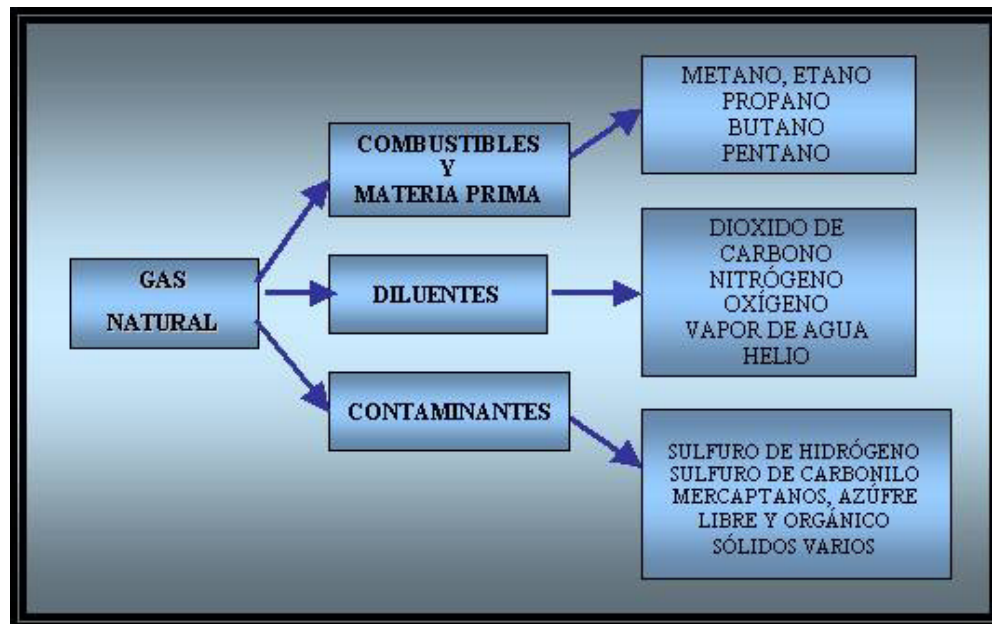 GAS
NATURAL
COMBUSTIBLES
Y
MATERIA PRIMA
METANO, ETANO
PROPANO
BUTANO
PENTANO
DILUENTES
DIOXIDO DE
CARBONO
NITRÓGENO
OXÍGENO
VAPOR DE AGUA
HELIO
CONTAMINANTES
SULFURO DE HIDRÓGENO
SULFURO DE CARBONILO
MERCAPTANOS, AZÚFRE
LIBRE Y ORGÁNICO
SÓLIDOS VARIOS